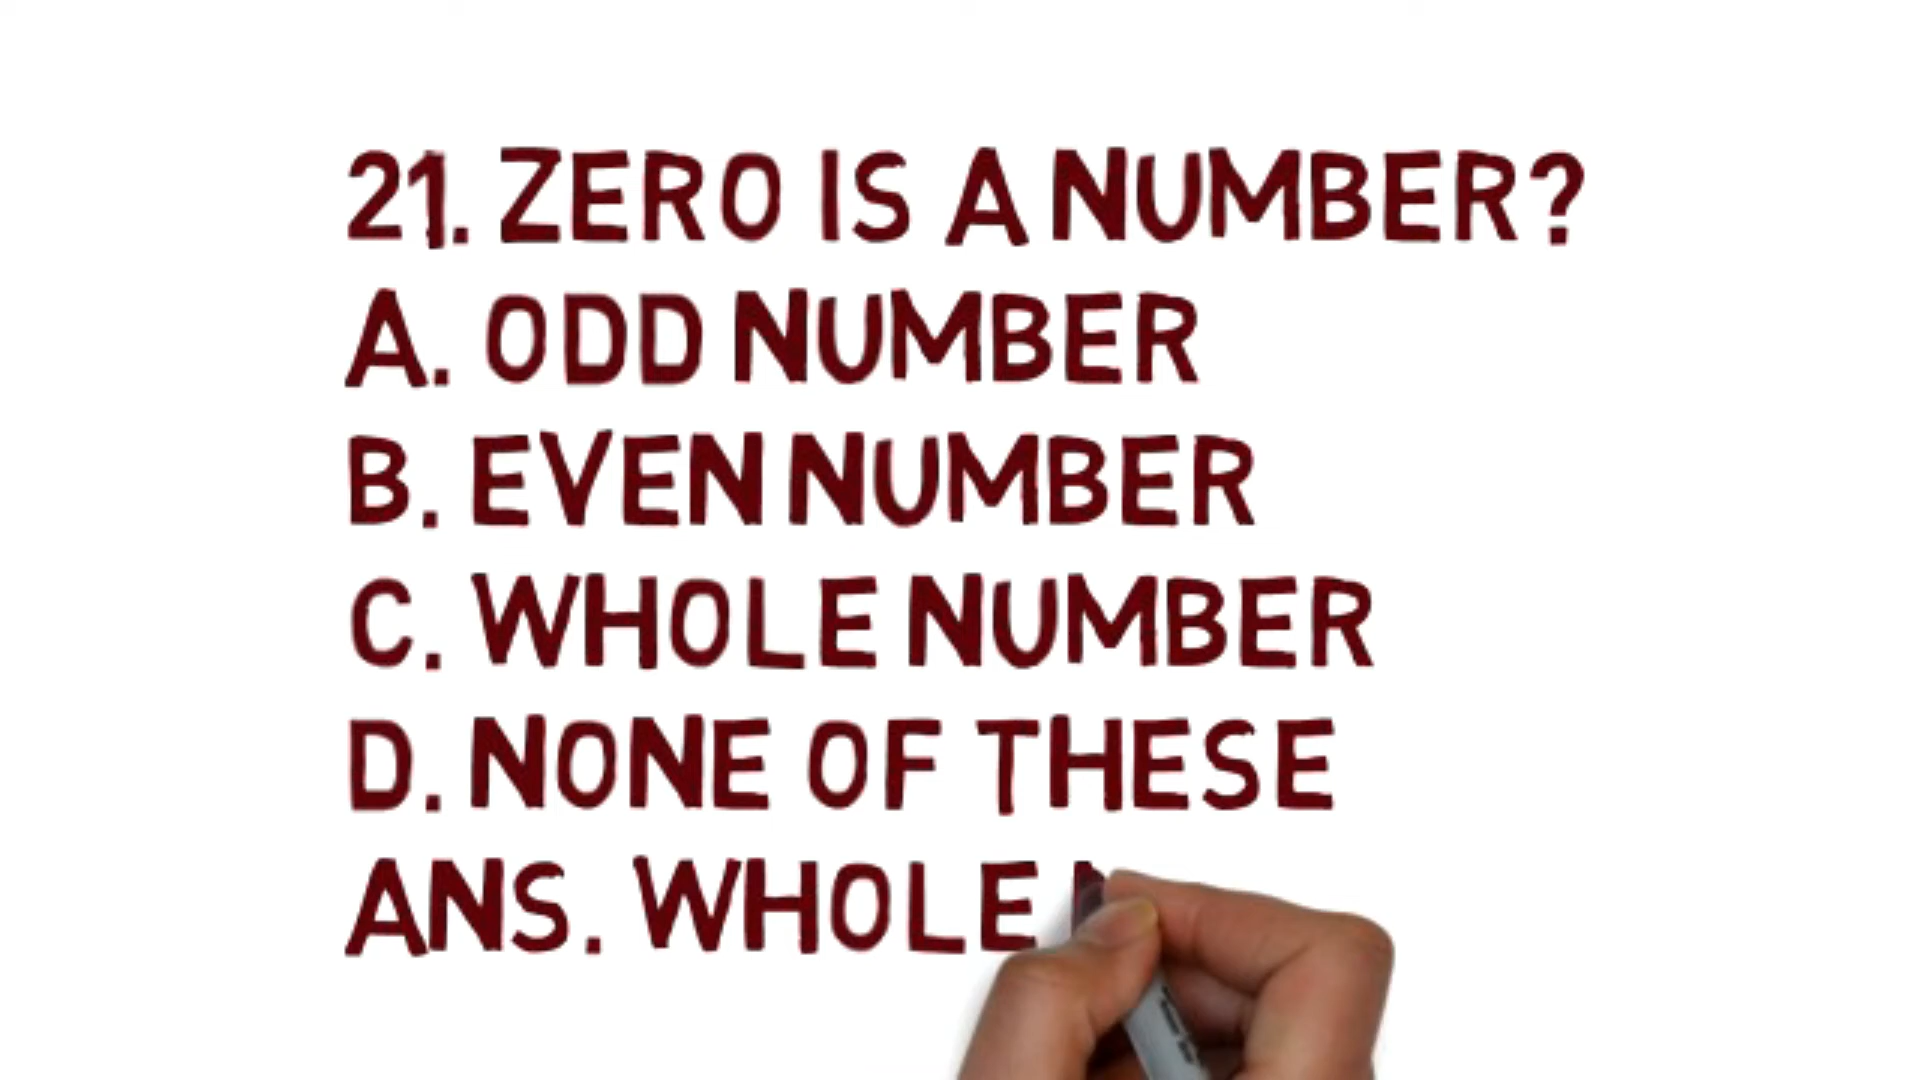 21. ZERO IS A NUMBER?
A. ODD NUMBER
B. EVEN NUMBER
C. WHOLE NUMBER
D. NONE OF THESE
ANS. WHOLE